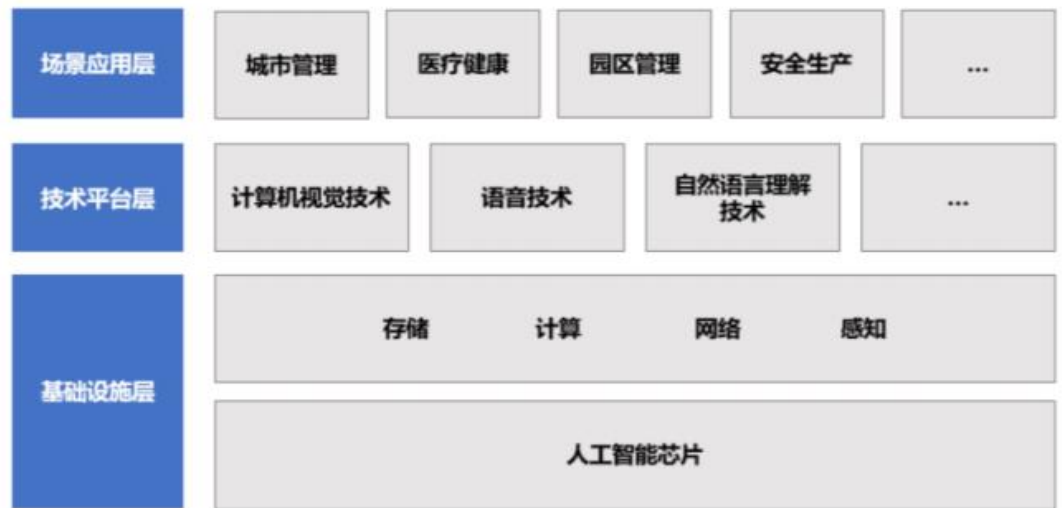 场景应用层
城市管理
医疗健康
园区管理
安全生产
...
技术平台层
计算机视觉技术
语音技术
自然语言理解
技术
...
基础设施层
存储 计算 网络 感知
人工智能芯片